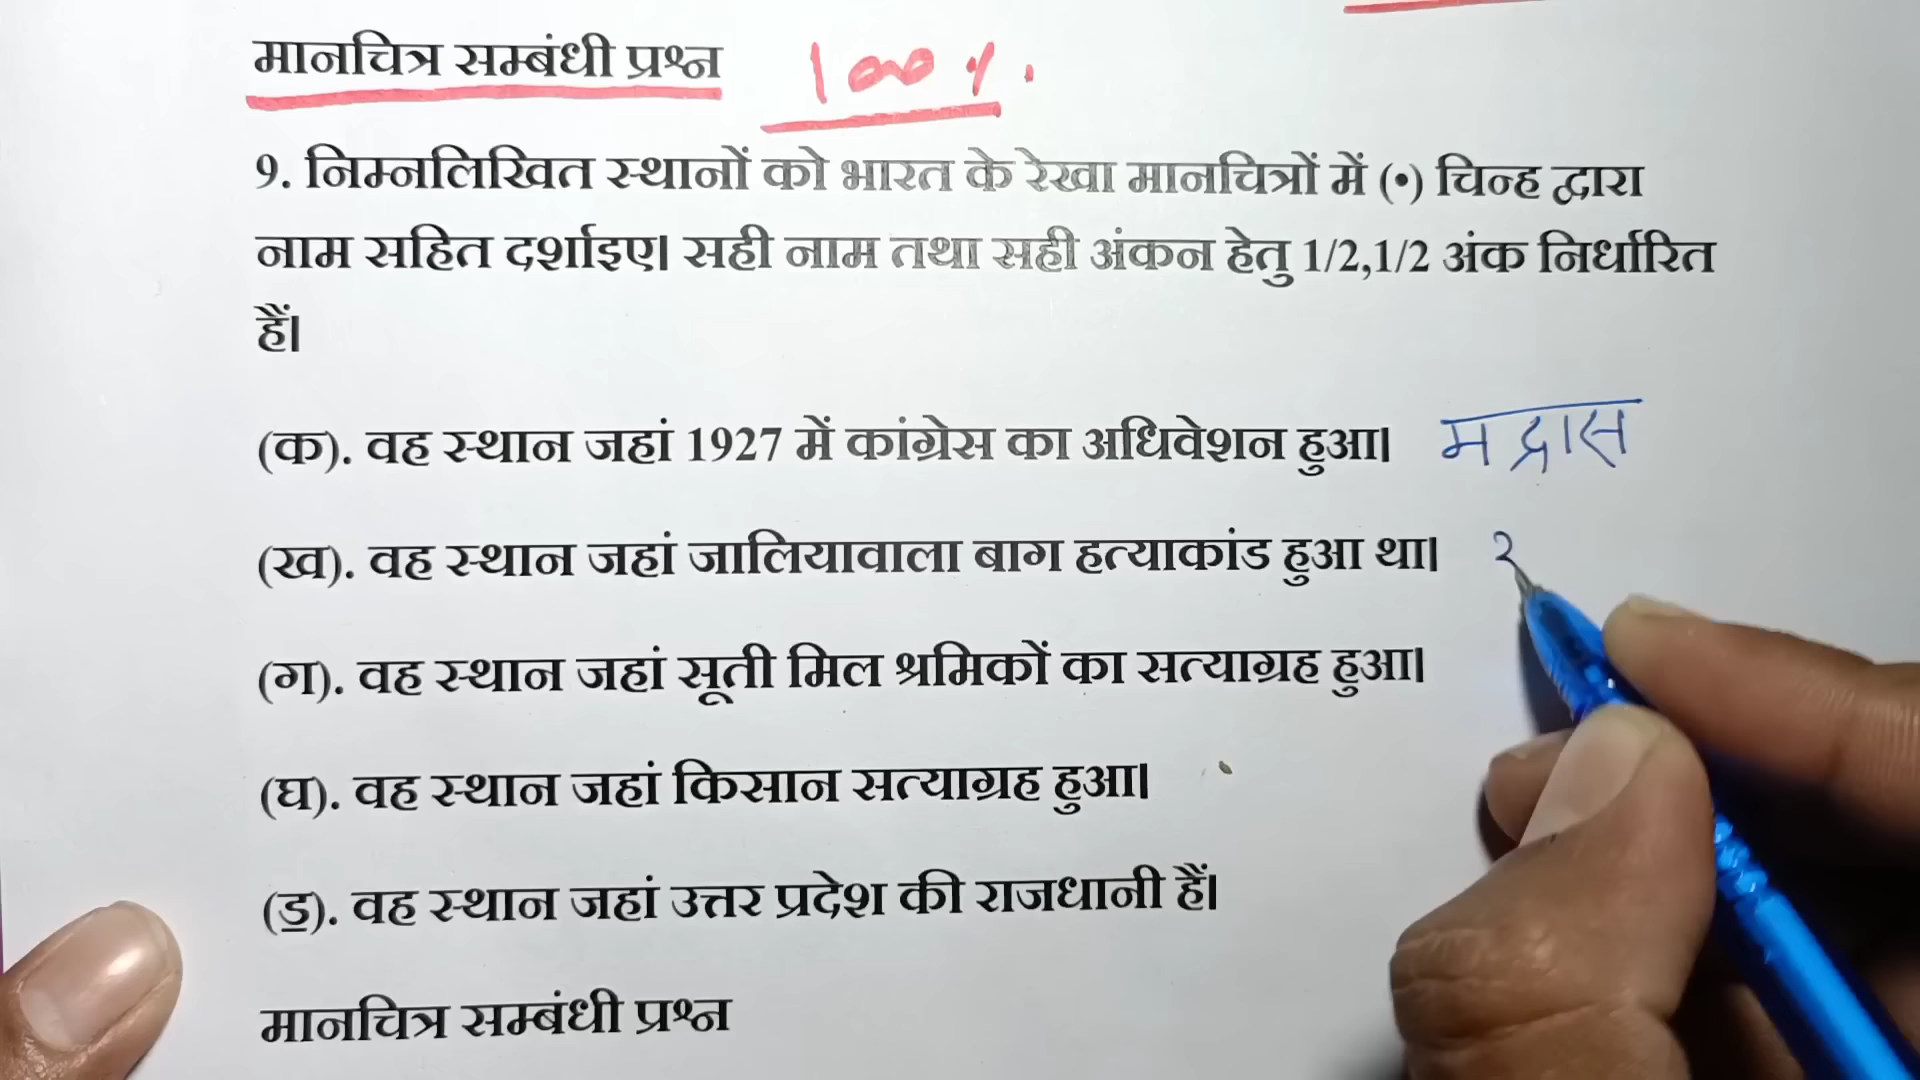 मानचित्र सम्बंधी प्रश्न 100%.
9. निम्नलिखित स्थानों को भारत के रेखा मानचित्रों में (•) चिन्ह द्वारा
नाम सहित दर्शाइए। सही नाम तथा सही अंकन हेतु 1/2,1/2 अंक निर्धारित
हैं।
(क). वह स्थान जहां 1927 में कांग्रेस का अधिवेशन हुआ। मद्रास
(ख). वह स्थान जहां जालियावाला बाग हत्याकांड हुआ था।
(ग). वह स्थान जहां सूती मिल श्रमिकों का सत्याग्रह हुआ।
(घ). वह स्थान जहां किसान सत्याग्रह हुआ।
(ड़). वह स्थान जहां उत्तर प्रदेश की राजधानी हैं।
मानचित्र सम्बंधी प्रश्न